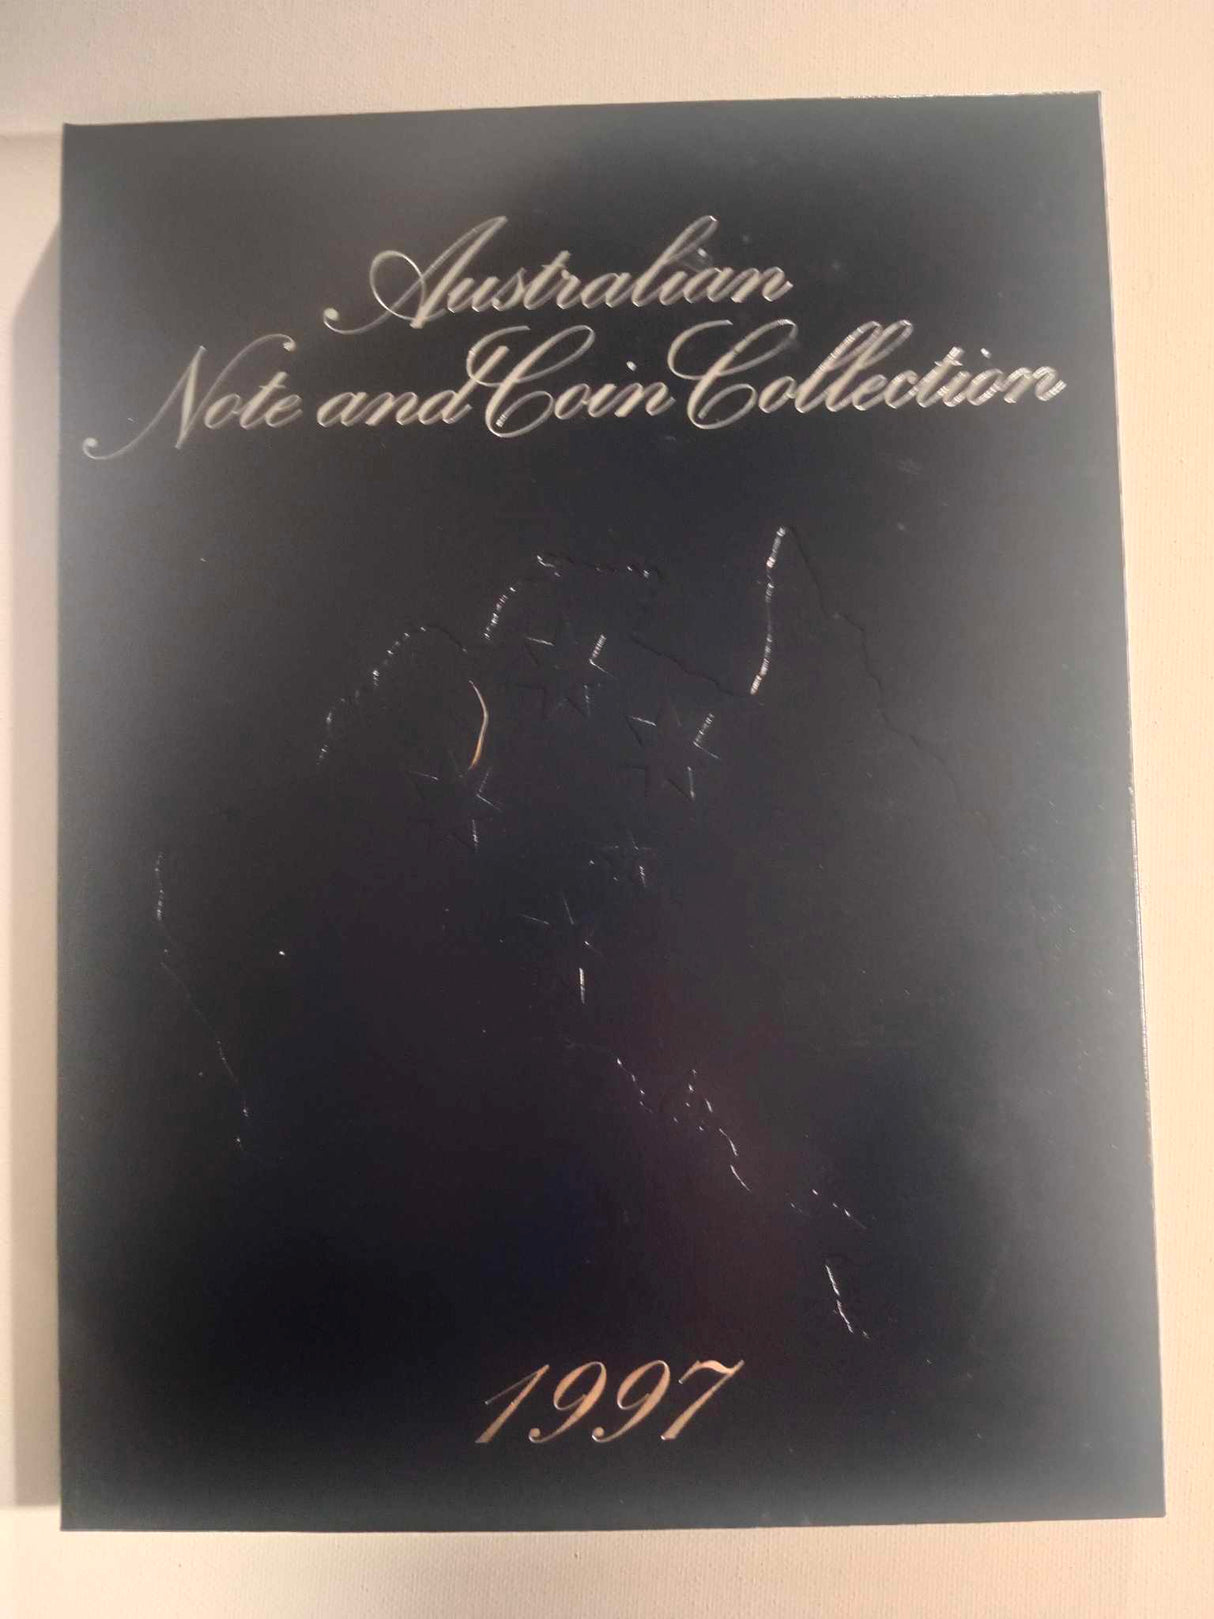 Australian
Note and Coin Collection
1997